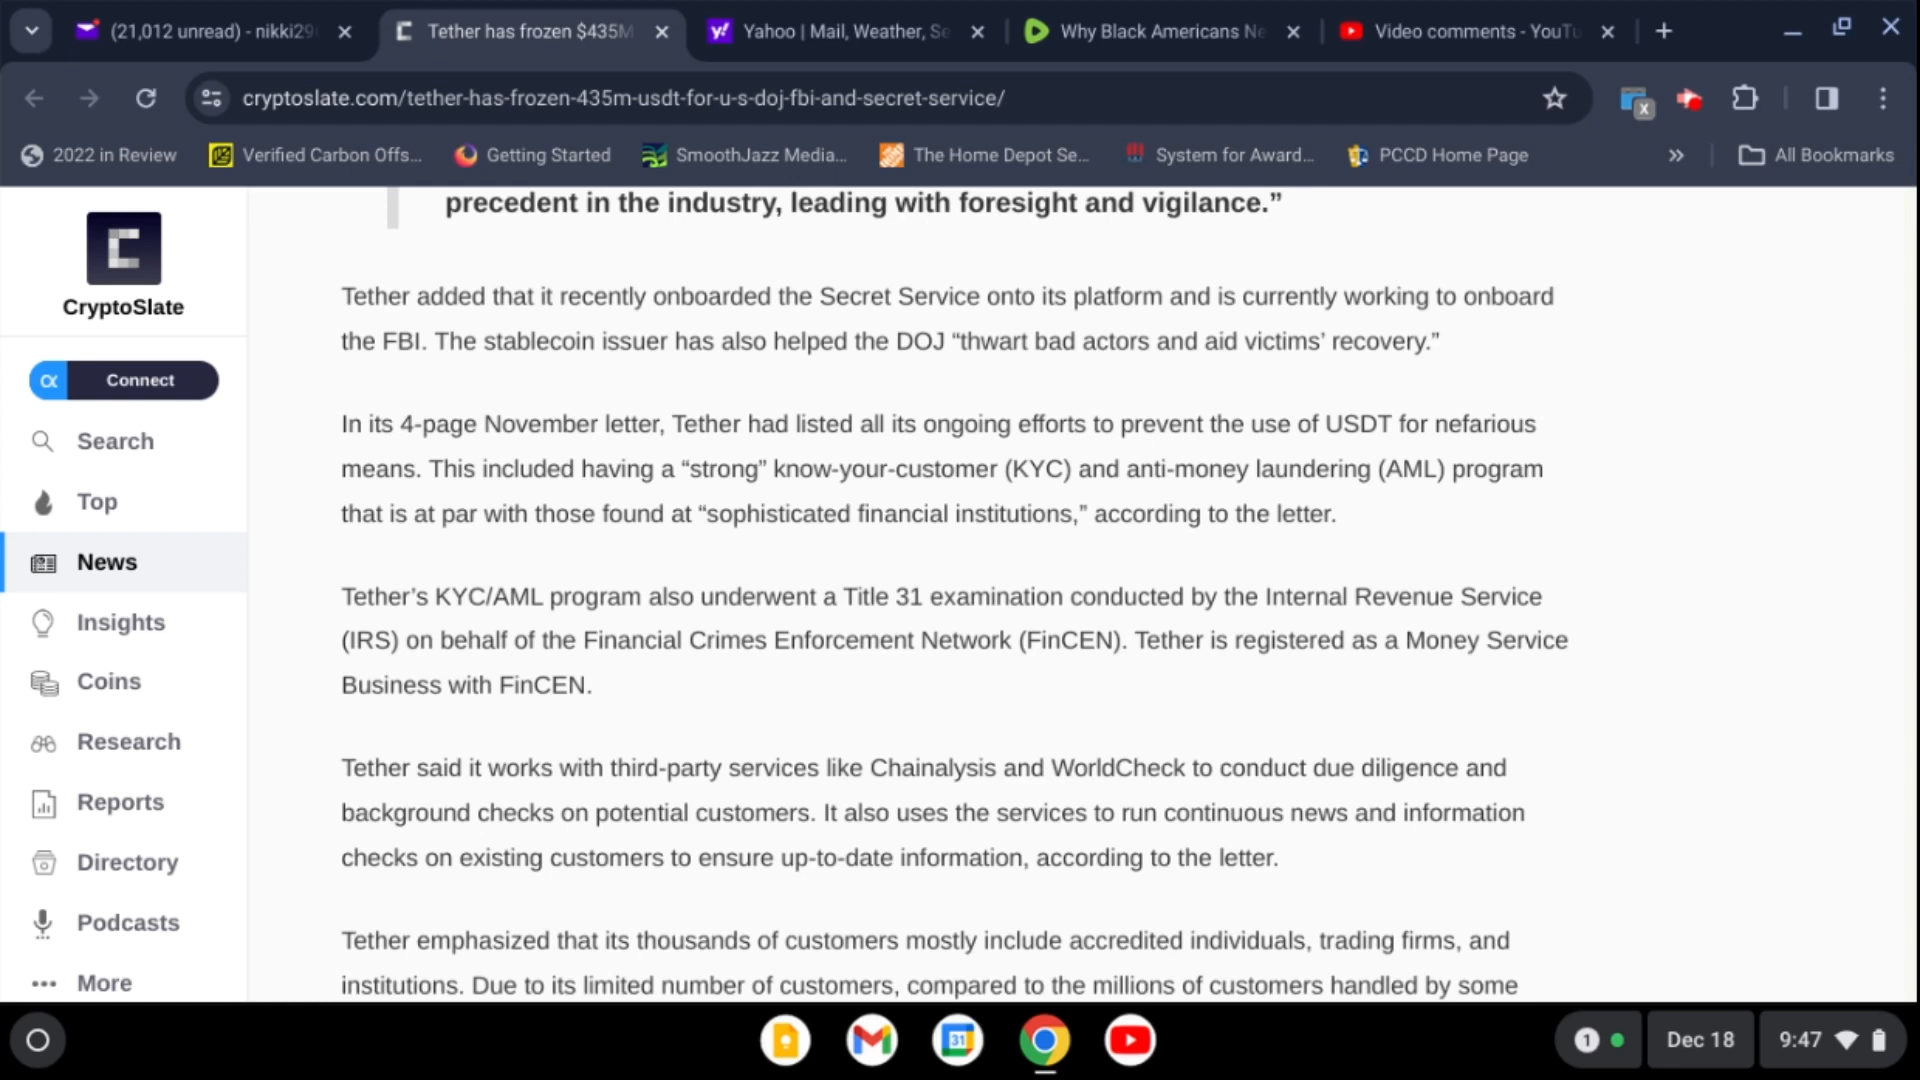 (21,012 unread) - nikki29
Tether has frozen $435M
Yahoo | Mail, Weather, Se
Why Black Americans Ne
Video comments - YouTu
cryptoslate.com/tether-has-frozen-435m-usdt-for-u-s-doj-fbi-and-secret-service/
2022 in Review
Verified Carbon Offs...
Getting Started
SmoothJazz Media...
The Home Depot Se...
System for Award...
PCCD Home Page
All Bookmarks
CryptoSlate
Connect
Search
Top
News
Insights
Coins
Research
Reports
Directory
Podcasts
More
precedent in the industry, leading with foresight and vigilance.”
Tether added that it recently onboarded the Secret Service onto its platform and is currently working to onboard
the FBI. The stablecoin issuer has also helped the DOJ “thwart bad actors and aid victims’ recovery.”
In its 4-page November letter, Tether had listed all its ongoing efforts to prevent the use of USDT for nefarious
means. This included having a “strong” know-your-customer (KYC) and anti-money laundering (AML) program
that is at par with those found at “sophisticated financial institutions,” according to the letter.
Tether’s KYC/AML program also underwent a Title 31 examination conducted by the Internal Revenue Service
(IRS) on behalf of the Financial Crimes Enforcement Network (FinCEN). Tether is registered as a Money Service
Business with FinCEN.
Tether said it works with third-party services like Chainalysis and WorldCheck to conduct due diligence and
background checks on potential customers. It also uses the services to run continuous news and information
checks on existing customers to ensure up-to-date information, according to the letter.
Tether emphasized that its thousands of customers mostly include accredited individuals, trading firms, and
institutions. Due to its limited number of customers, compared to the millions of customers handled by some
31
1
Dec 18
9:47